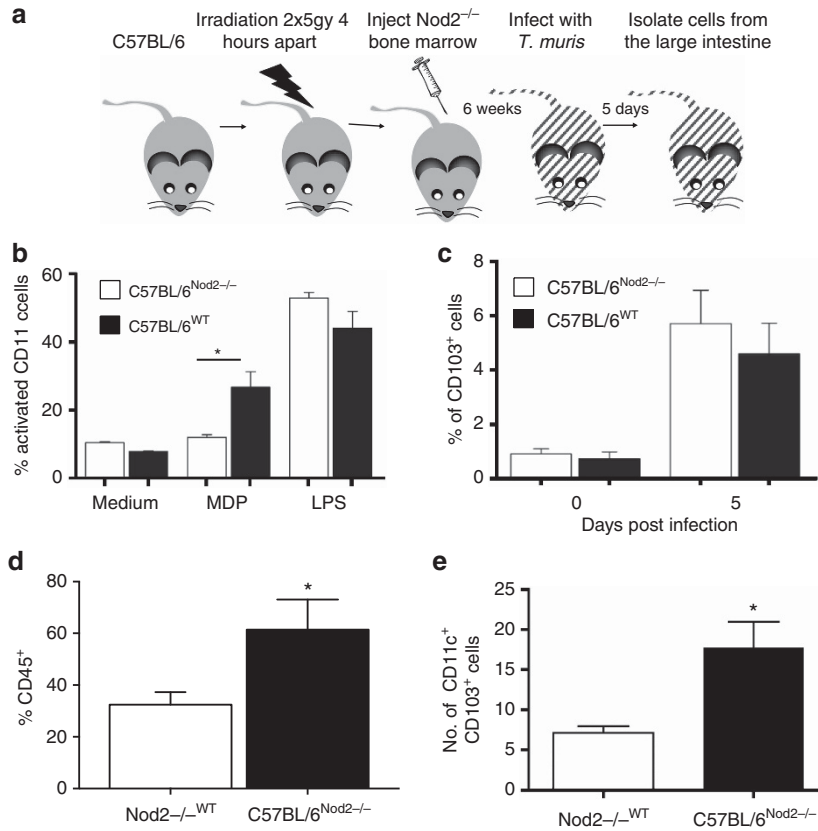 a
C57BL/6
Irradiation 2x5gy 4
hours apart
Inject Nod2–/–
bone marrow
Infect with
T. muris
Isolate cells from
the large intestine
6 weeks
5 days
b
% activated CD11 ccells
60
40
20
0
C57BL/6Nod2–/–
C57BL/6WT
*
Medium MDP LPS
c
% of CD103+ cells
8
6
4
2
0
C57BL/6Nod2–/–
C57BL/6WT
0 5
Days post infection
d
% CD45+
80
60
40
20
0
*
Nod2–/–WT C57BL/6Nod2–/–
e
No. of CD11c+
CD103+ cells
25
20
15
10
5
0
*
Nod2–/–WT C57BL/6Nod2–/–